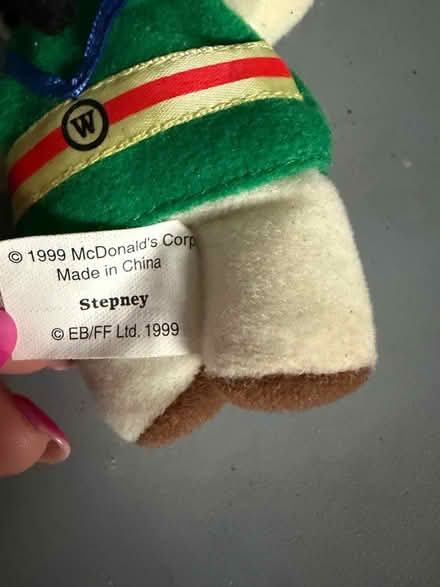 W
© 1999 McDonald's Corp
Made in China
Stepney
© EB/FF Ltd. 1999